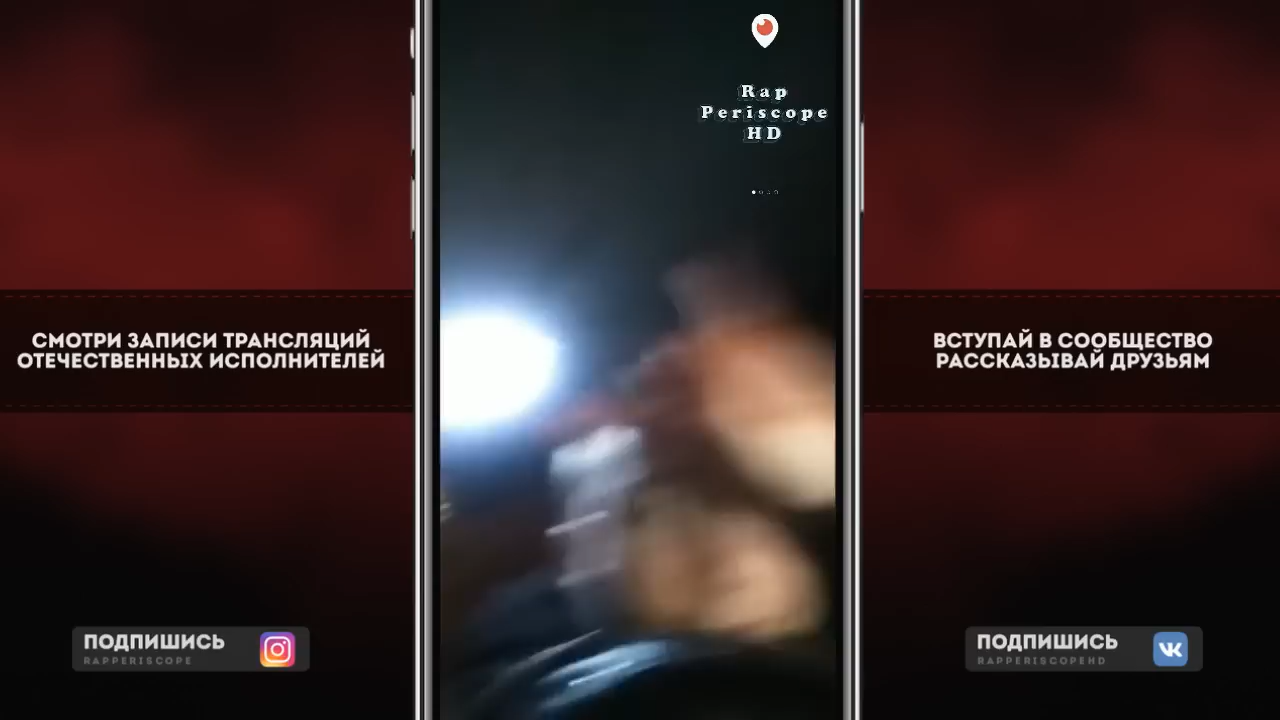 Rap
Periscope
HD
СМОТРИ ЗАПИСИ ТРАНСЛЯЦИЙ
ОТЕЧЕСТВЕННЫХ ИСПОЛНИТЕЛЕЙ
ВСТУПАЙ В СООБЩЕСТВО
РАССКАЗЫВАЙ ДРУЗЬЯМ
ПОДПИШИСЬ
RAPPERISCOPE
ПОДПИШИСЬ
RAPPERISCOPEHD